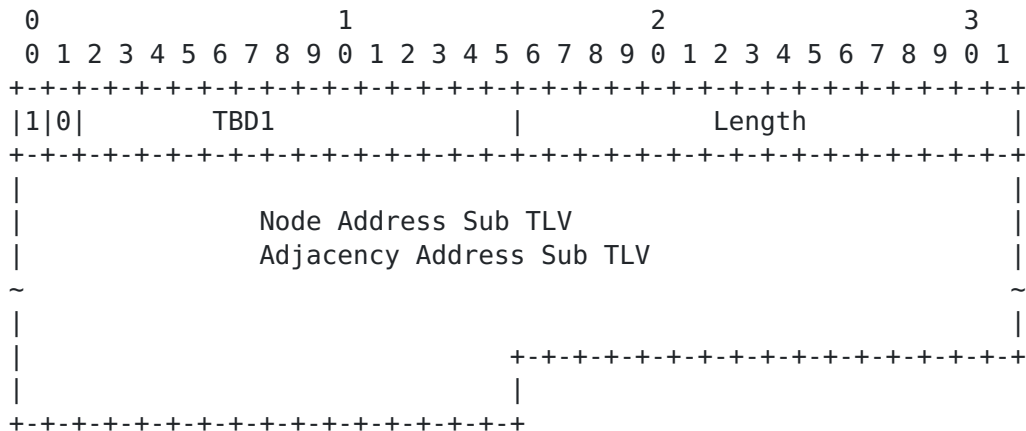 0                   1                   2                   3
0 1 2 3 4 5 6 7 8 9 0 1 2 3 4 5 6 7 8 9 0 1 2 3 4 5 6 7 8 9 0 1
+-+-+-+-+-+-+-+-+-+-+-+-+-+-+-+-+-+-+-+-+-+-+-+-+-+-+-+-+-+-+-+-+
|1|0|        TBD1               |            Length             |
+-+-+-+-+-+-+-+-+-+-+-+-+-+-+-+-+-+-+-+-+-+-+-+-+-+-+-+-+-+-+-+-+
|                                                               |
|               Node Address Sub TLV                            |
|               Adjacency Address Sub TLV                       |
~                                                               ~
|                                                               |
|                               +-+-+-+-+-+-+-+-+-+-+-+-+-+-+-+-+
|                               |
+-+-+-+-+-+-+-+-+-+-+-+-+-+-+-+-+